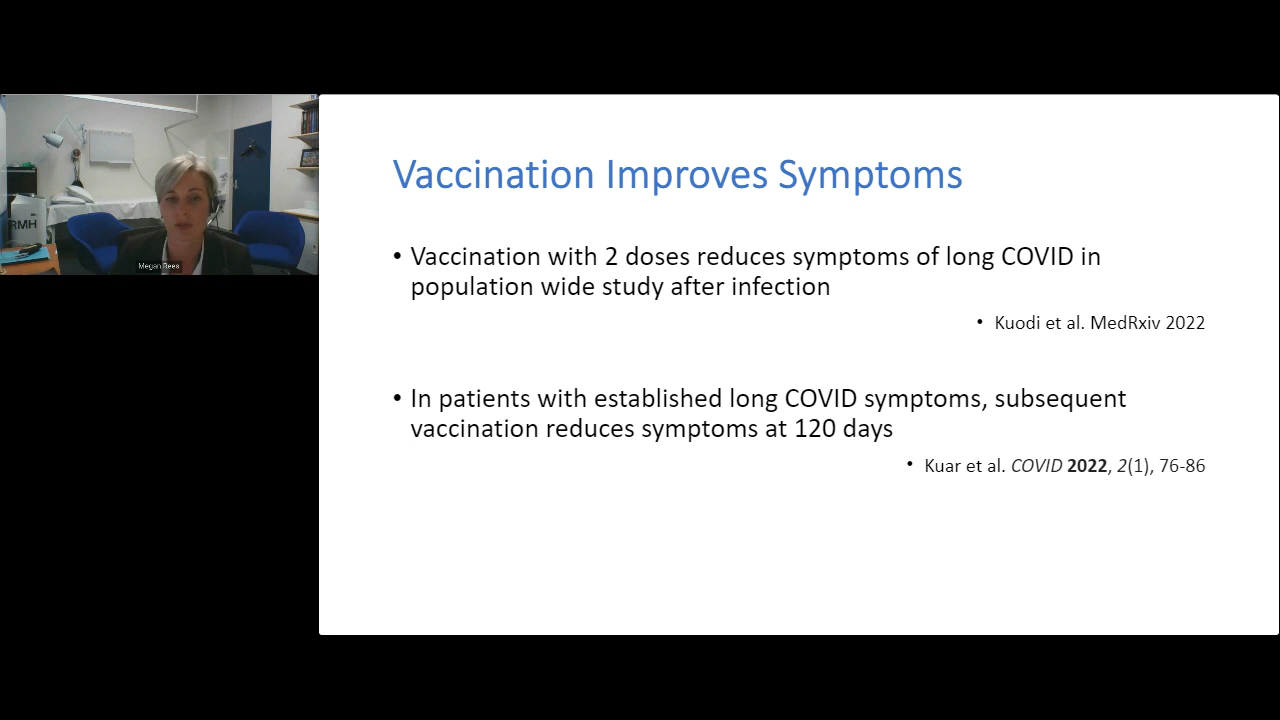 Vaccination Improves Symptoms
• Vaccination with 2 doses reduces symptoms of long COVID in
population wide study after infection
• Kuodi et al. MedRxiv 2022
• In patients with established long COVID symptoms, subsequent
vaccination reduces symptoms at 120 days
• Kuar et al. COVID 2022, 2(1), 76-86
RMH
Megan Rees